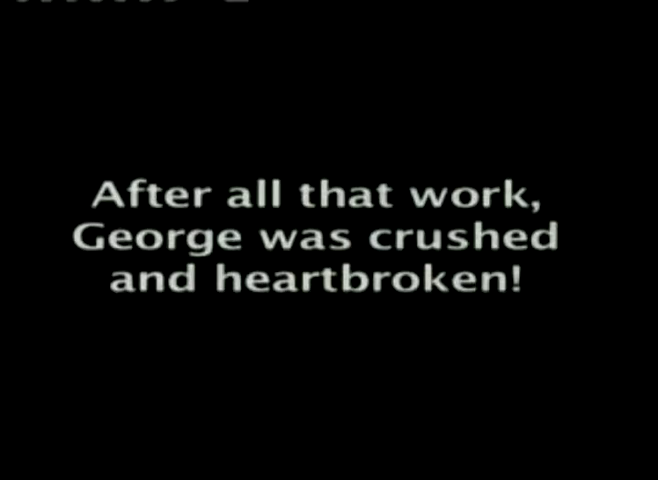 After all that work,
George was crushed
and heartbroken!